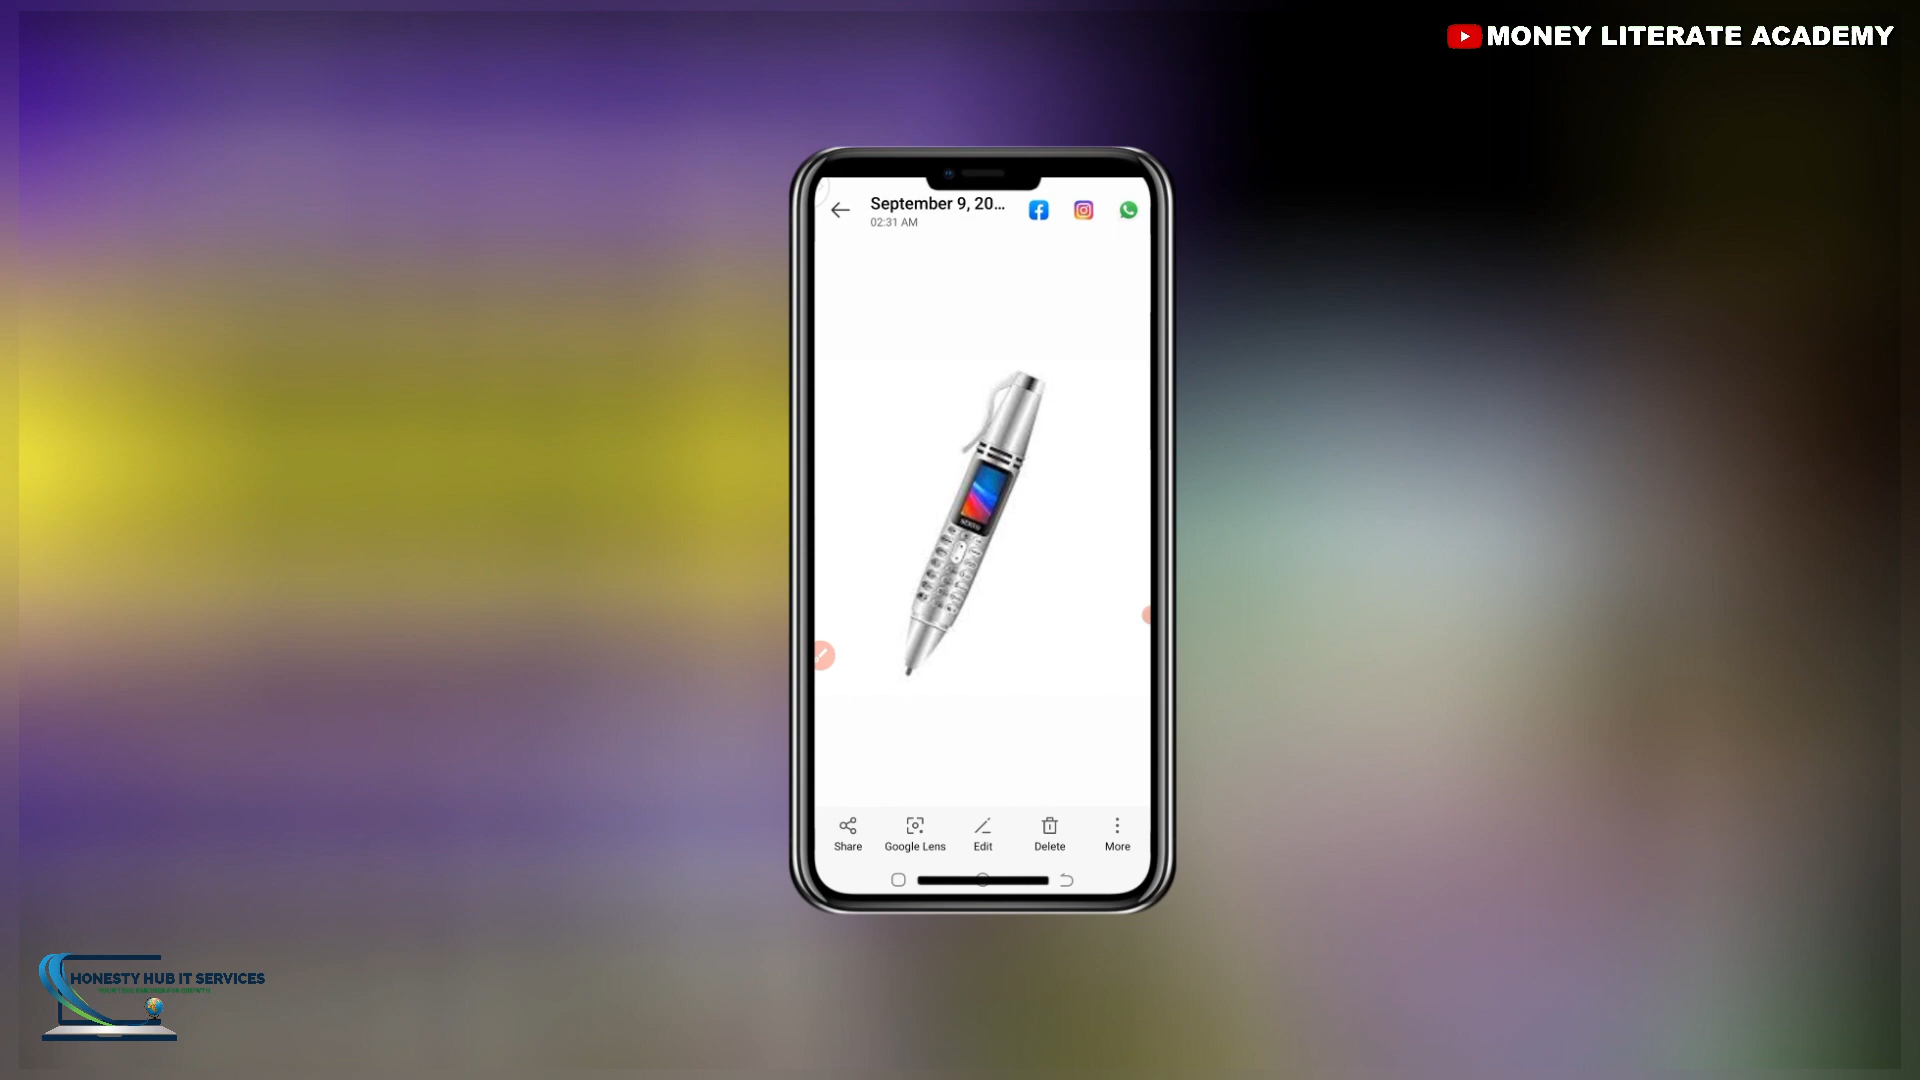 MONEY LITERATE ACADEMY
September 9, 20...
02:31 AM
Share
Google Lens
Edit
Delete
More
HONESTY HUB IT SERVICES